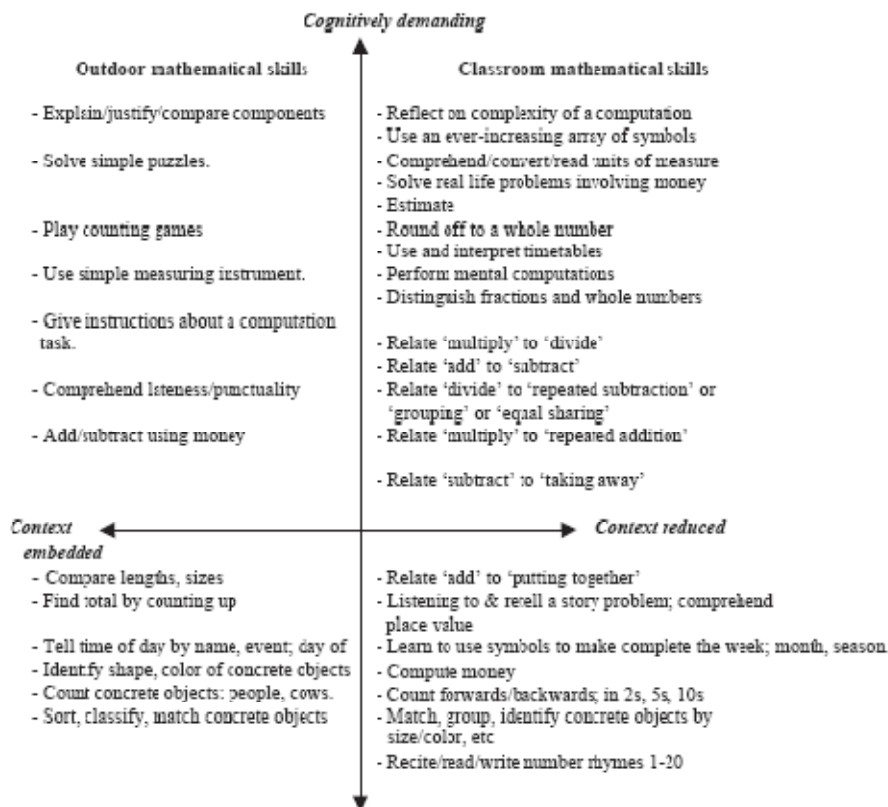 Cognitively demanding
Outdoor mathematical skills
- Explain/justify/compare components
- Solve simple puzzles.
- Play counting games
- Use simple measuring instrument.
- Give instructions about a computation
task.
- Comprehend lateness/punctuality
- Add/subtract using money
Classroom mathematical skills
- Reflect on complexity of a computation
- Use an ever-increasing array of symbols
- Comprehend/convert/read units of measure
- Solve real life problems involving money
- Estimate
- Round off to a whole number
- Use and interpret timetables
- Perform mental computations
- Distinguish fractions and whole numbers
- Relate ‘multiply’ to ‘divide’
- Relate ‘add’ to ‘subtract’
- Relate ‘divide’ to ‘repeated subtraction’ or
‘grouping’ or ‘equal sharing’
- Relate ‘multiply’ to ‘repeated addition’
- Relate ‘subtract’ to ‘taking away’
Context
embedded
Context reduced
- Compare lengths, sizes
- Find total by counting up
- Tell time of day by name, event; day of
- Identify shape, color of concrete objects
- Count concrete objects: people, cows.
- Sort, classify, match concrete objects
- Relate ‘add’ to ‘putting together’
- Listening to & retell a story problem; comprehend
place value
- Learn to use symbols to make complete the week; month, season
- Compute money
- Count forwards/backwards; in 2s, 5s, 10s
- Match, group, identify concrete objects by
size/color, etc
- Recite/read/write number rhymes 1-20